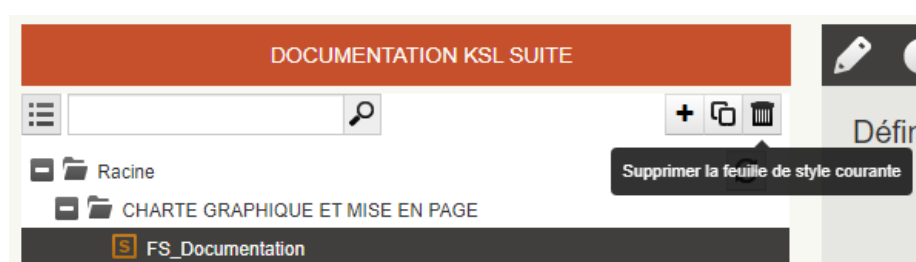 DOCUMENTATION KSL SUITE
Défin
Racine
Supprimer la feuille de style courante
CHARTE GRAPHIQUE ET MISE EN PAGE
S FS_Documentation